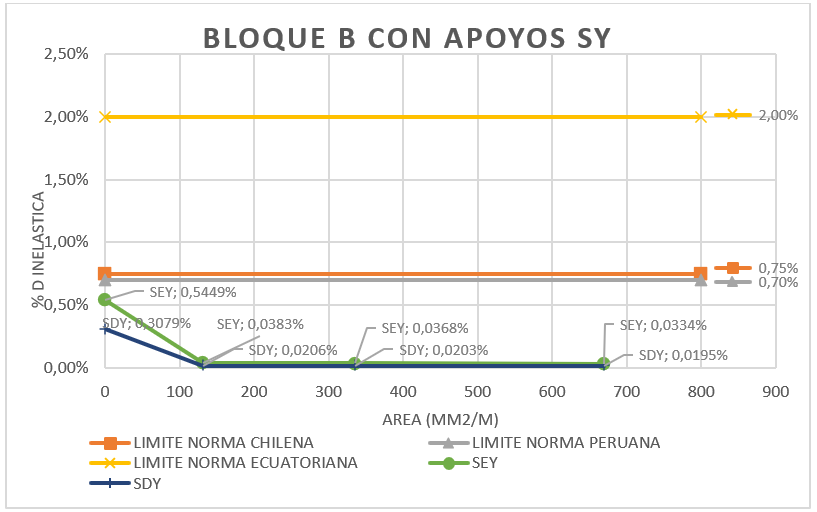 BLOQUE B CON APOYOS SY
2,50%
2,00%
1,50%
1,00%
0,50%
0,00%
% D INELASTICA
2,00%
0,75%
0,70%
SEY; 0,5449%
SDY; 0,3079%
SEY; 0,0383%
SDY; 0,0206%
SEY; 0,0368%
SDY; 0,0203%
SEY; 0,0334%
SDY; 0,0195%
0 100 200 300 400 500 600 700 800 900
AREA (MM2/M)
LIMITE NORMA CHILENA LIMITE NORMA PERUANA
LIMITE NORMA ECUATORIANA SEY
SDY